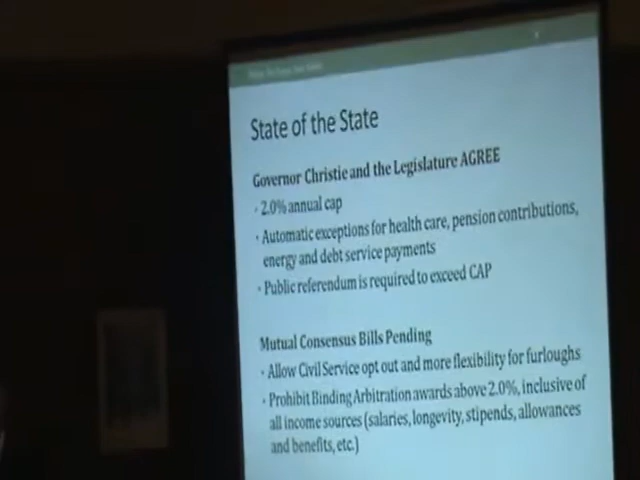 State of the State
Governor Christie and the Legislature AGREE
· 2.0% annual cap
· Automatic exceptions for health care, pension contributions,
energy and debt service payments
· Public referendum is required to exceed CAP
Mutual Consensus Bills Pending
· Allow Civil Service opt out and more flexibility for furloughs
· Prohibit Binding Arbitration awards above 2.0%, inclusive of
all income sources (salaries, longevity, stipends, allowances
and benefits, etc.)